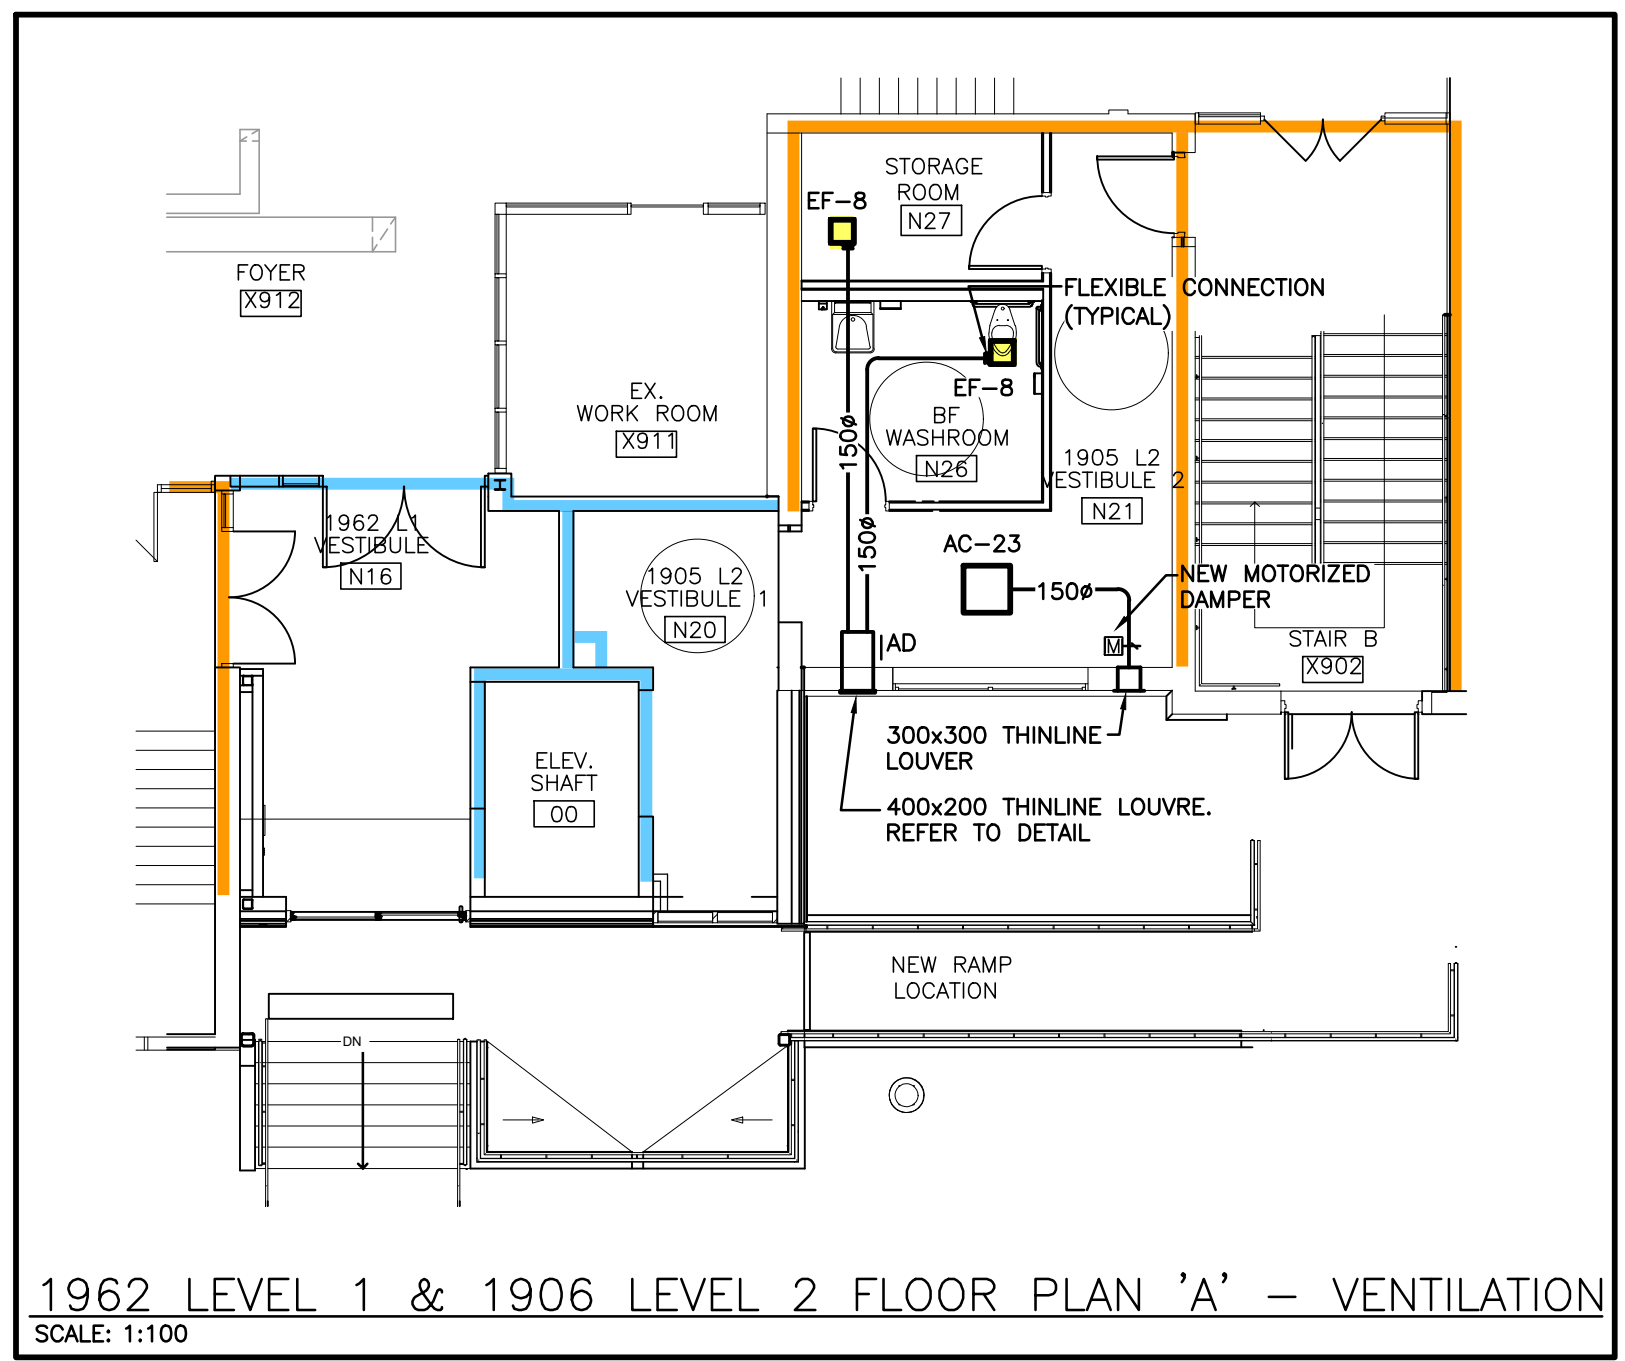 STORAGE
ROOM
N27
EF-8
FOYER
X912
FLEXIBLE CONNECTION
(TYPICAL)
EX.
WORK ROOM
X911
EF-8
BF
WASHROOM
N26
150ø
150ø
1905 L2
VESTIBULE 2
N21
1962 L1
VESTIBULE
N16
1905 L2
VESTIBULE 1
N20
AC-23
150ø
NEW MOTORIZED
DAMPER
M
AD
STAIR B
X902
300x300 THINLINE
LOUVER
ELEV.
SHAFT
00
400x200 THINLINE LOUVRE.
REFER TO DETAIL
NEW RAMP
LOCATION
DN
1962 LEVEL 1 & 1906 LEVEL 2 FLOOR PLAN 'A' - VENTILATION
SCALE: 1:100